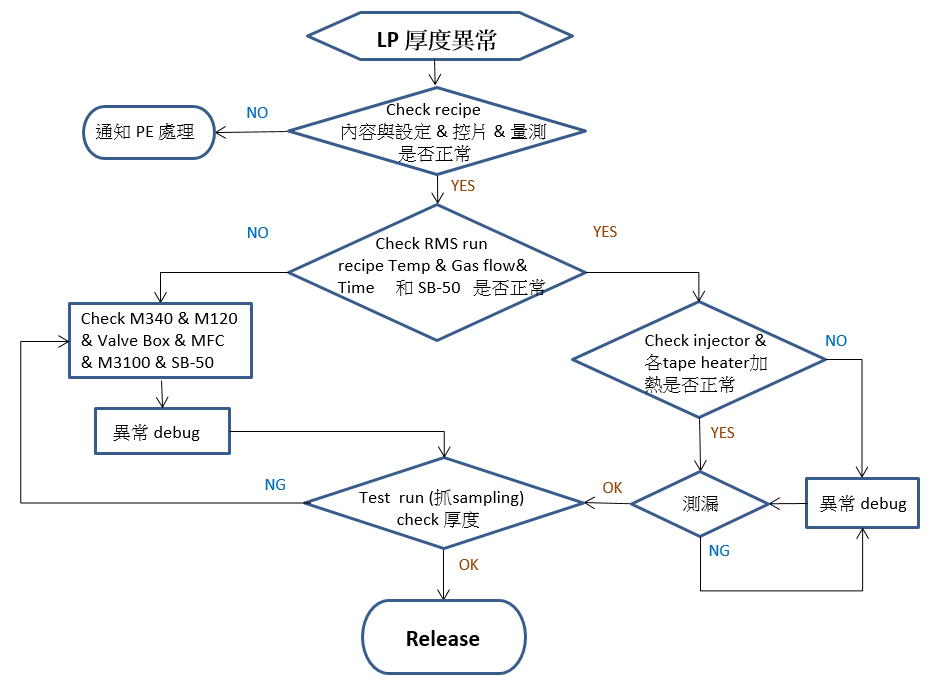 LP 厚度異常
Check recipe
內容與設定 & 控片 & 量測
是否正常
NO
通知 PE 處理
YES
Check RMS run
recipe Temp & Gas flow&
Time 和 SB-50 是否正常
NO
YES
Check M340 & M120
& Valve Box & MFC
& M3100 & SB-50
Check injector &
各tape heater加
熱是否正常
NO
異常 debug
YES
Test run (抓sampling)
check 厚度
NG
OK
測漏
異常 debug
NG
OK
Release